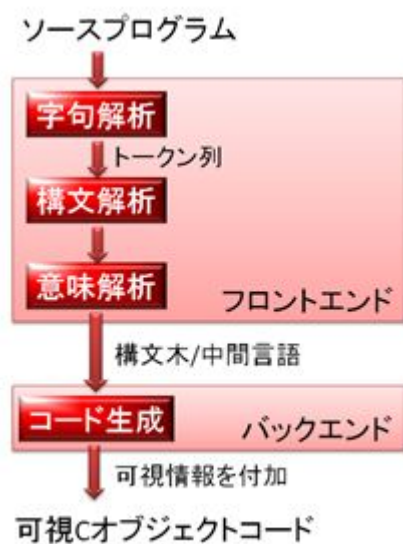 ソースプログラム
字句解析
トークン列
構文解析
意味解析
フロントエンド
構文木/中間言語
コード生成
バックエンド
可視情報を付加
可視Cオブジェクトコード